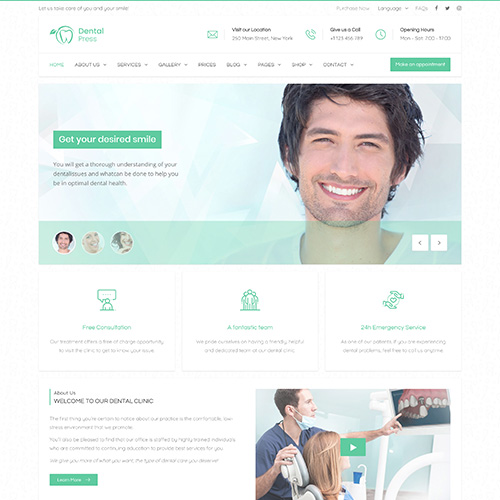 Let us take care of you and your smile!
Purchase Now Language FAQs
Dental
Press
Visit our Location
250 Main Street, New York
Give us a Call
Opening Hours
Mon - Sat
HOME ABOUT US SERVICES GALLERY PRICES BLOG PAGES SHOP CONTACT
Make an appointment
Get your desired smile
You will get a thorough understanding of your
dentalissues and whatcan be done to help you
be in optimal dental health.
Free Consultation
Our treatment offers a free of charge opportunity
to visit the clinic to get to know your issue.
A fantastic team
We pride ourselves on having a friendly, helpful
and dedicated team at our dental clinic.
24h Emergency Service
As one of our patients, if you are experiencing
dental problems, feel free to call us anytime.
About Us
WELCOME TO OUR DENTAL CLINIC
The first thing you're certain to notice about our practice is the comfortable, low-
stress environment that we promote.
You'll also be pleased to find that our office is staffed by highly trained individuals
who are committed to continuing education to provide best services for you.
We give you more of what you want: the type of dental care you deserve!
Learn More